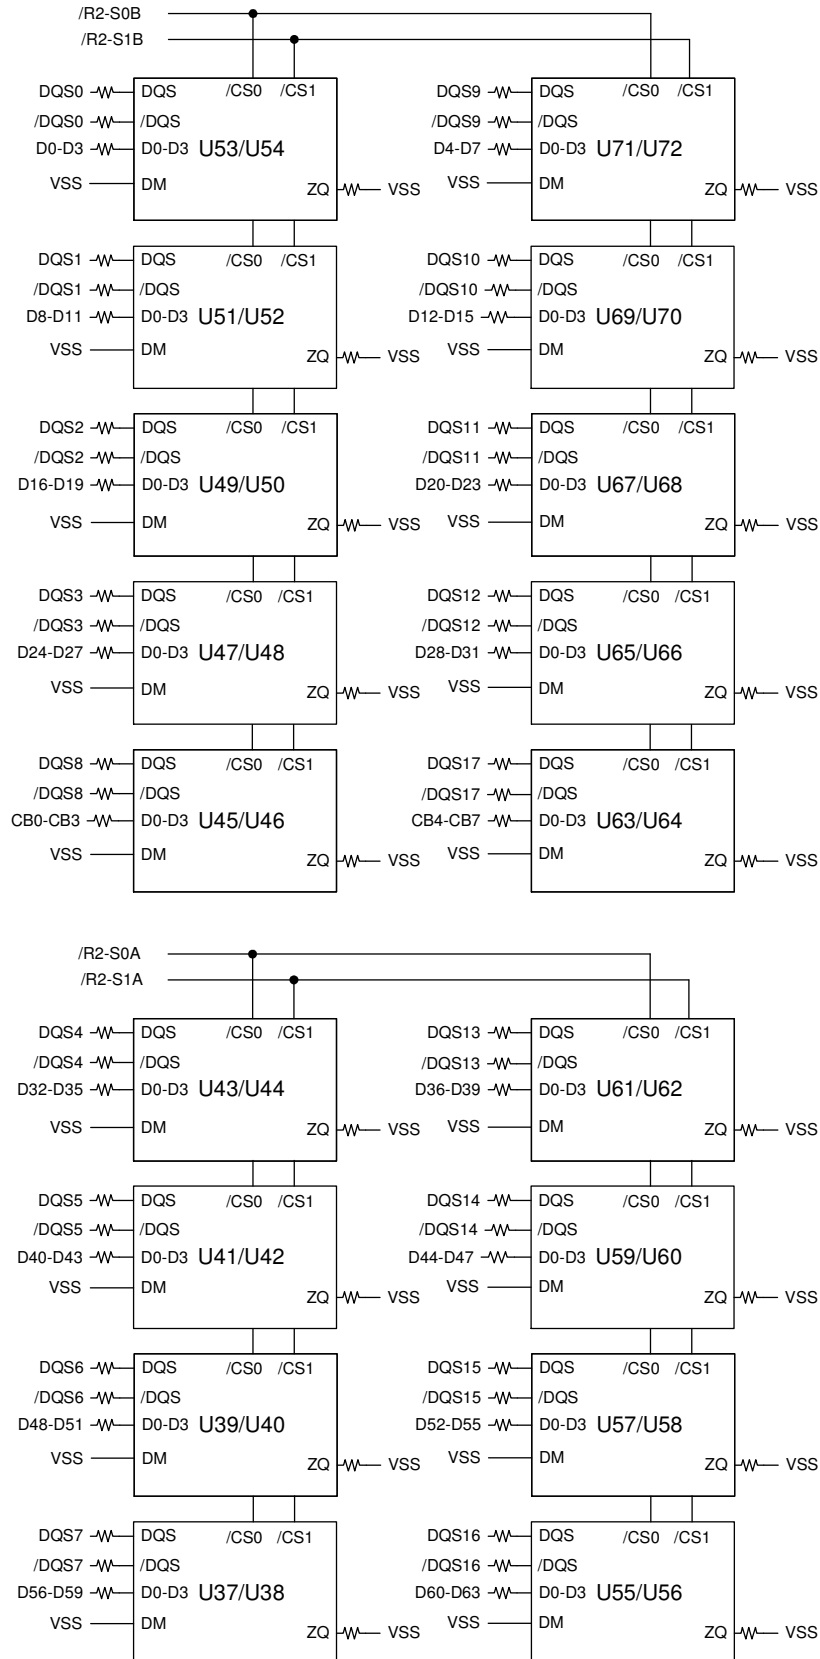 /R2-S0B
/R2-S1B
DQS0 DQS /CS0 /CS1 DQS9 DQS /CS0 /CS1
/DQS0 /DQS /DQS9 /DQS
D0-D3 D0-D3 U53/U54 D4-D7 D0-D3 U71/U72
VSS DM ZQ VSS VSS DM ZQ VSS
DQS1 DQS /CS0 /CS1 DQS10 DQS /CS0 /CS1
/DQS1 /DQS /DQS10 /DQS
D8-D11 D0-D3 U51/U52 D12-D15 D0-D3 U69/U70
VSS DM ZQ VSS VSS DM ZQ VSS
DQS2 DQS /CS0 /CS1 DQS11 DQS /CS0 /CS1
/DQS2 /DQS /DQS11 /DQS
D16-D19 D0-D3 U49/U50 D20-D23 D0-D3 U67/U68
VSS DM ZQ VSS VSS DM ZQ VSS
DQS3 DQS /CS0 /CS1 DQS12 DQS /CS0 /CS1
/DQS3 /DQS /DQS12 /DQS
D24-D27 D0-D3 U47/U48 D28-D31 D0-D3 U65/U66
VSS DM ZQ VSS VSS DM ZQ VSS
DQS8 DQS /CS0 /CS1 DQS17 DQS /CS0 /CS1
/DQS8 /DQS /DQS17 /DQS
CB0-CB3 D0-D3 U45/U46 CB4-CB7 D0-D3 U63/U64
VSS DM ZQ VSS VSS DM ZQ VSS
/R2-S0A
/R2-S1A
DQS4 DQS /CS0 /CS1 DQS13 DQS /CS0 /CS1
/DQS4 /DQS /DQS13 /DQS
D32-D35 D0-D3 U43/U44 D36-D39 D0-D3 U61/U62
VSS DM ZQ VSS VSS DM ZQ VSS
DQS5 DQS /CS0 /CS1 DQS14 DQS /CS0 /CS1
/DQS5 /DQS /DQS14 /DQS
D40-D43 D0-D3 U41/U42 D44-D47 D0-D3 U59/U60
VSS DM ZQ VSS VSS DM ZQ VSS
DQS6 DQS /CS0 /CS1 DQS15 DQS /CS0 /CS1
/DQS6 /DQS /DQS15 /DQS
D48-D51 D0-D3 U39/U40 D52-D55 D0-D3 U57/U58
VSS DM ZQ VSS VSS DM ZQ VSS
DQS7 DQS /CS0 /CS1 DQS16 DQS /CS0 /CS1
/DQS7 /DQS /DQS16 /DQS
D56-D59 D0-D3 U37/U38 D60-D63 D0-D3 U55/U56
VSS DM ZQ VSS VSS DM ZQ VSS